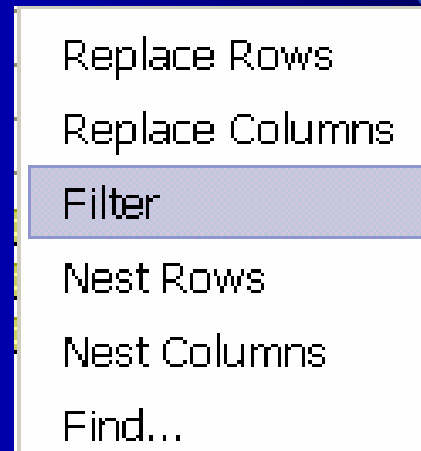 Replace Rows
Replace Columns
Filter
Nest Rows
Nest Columns
Find...